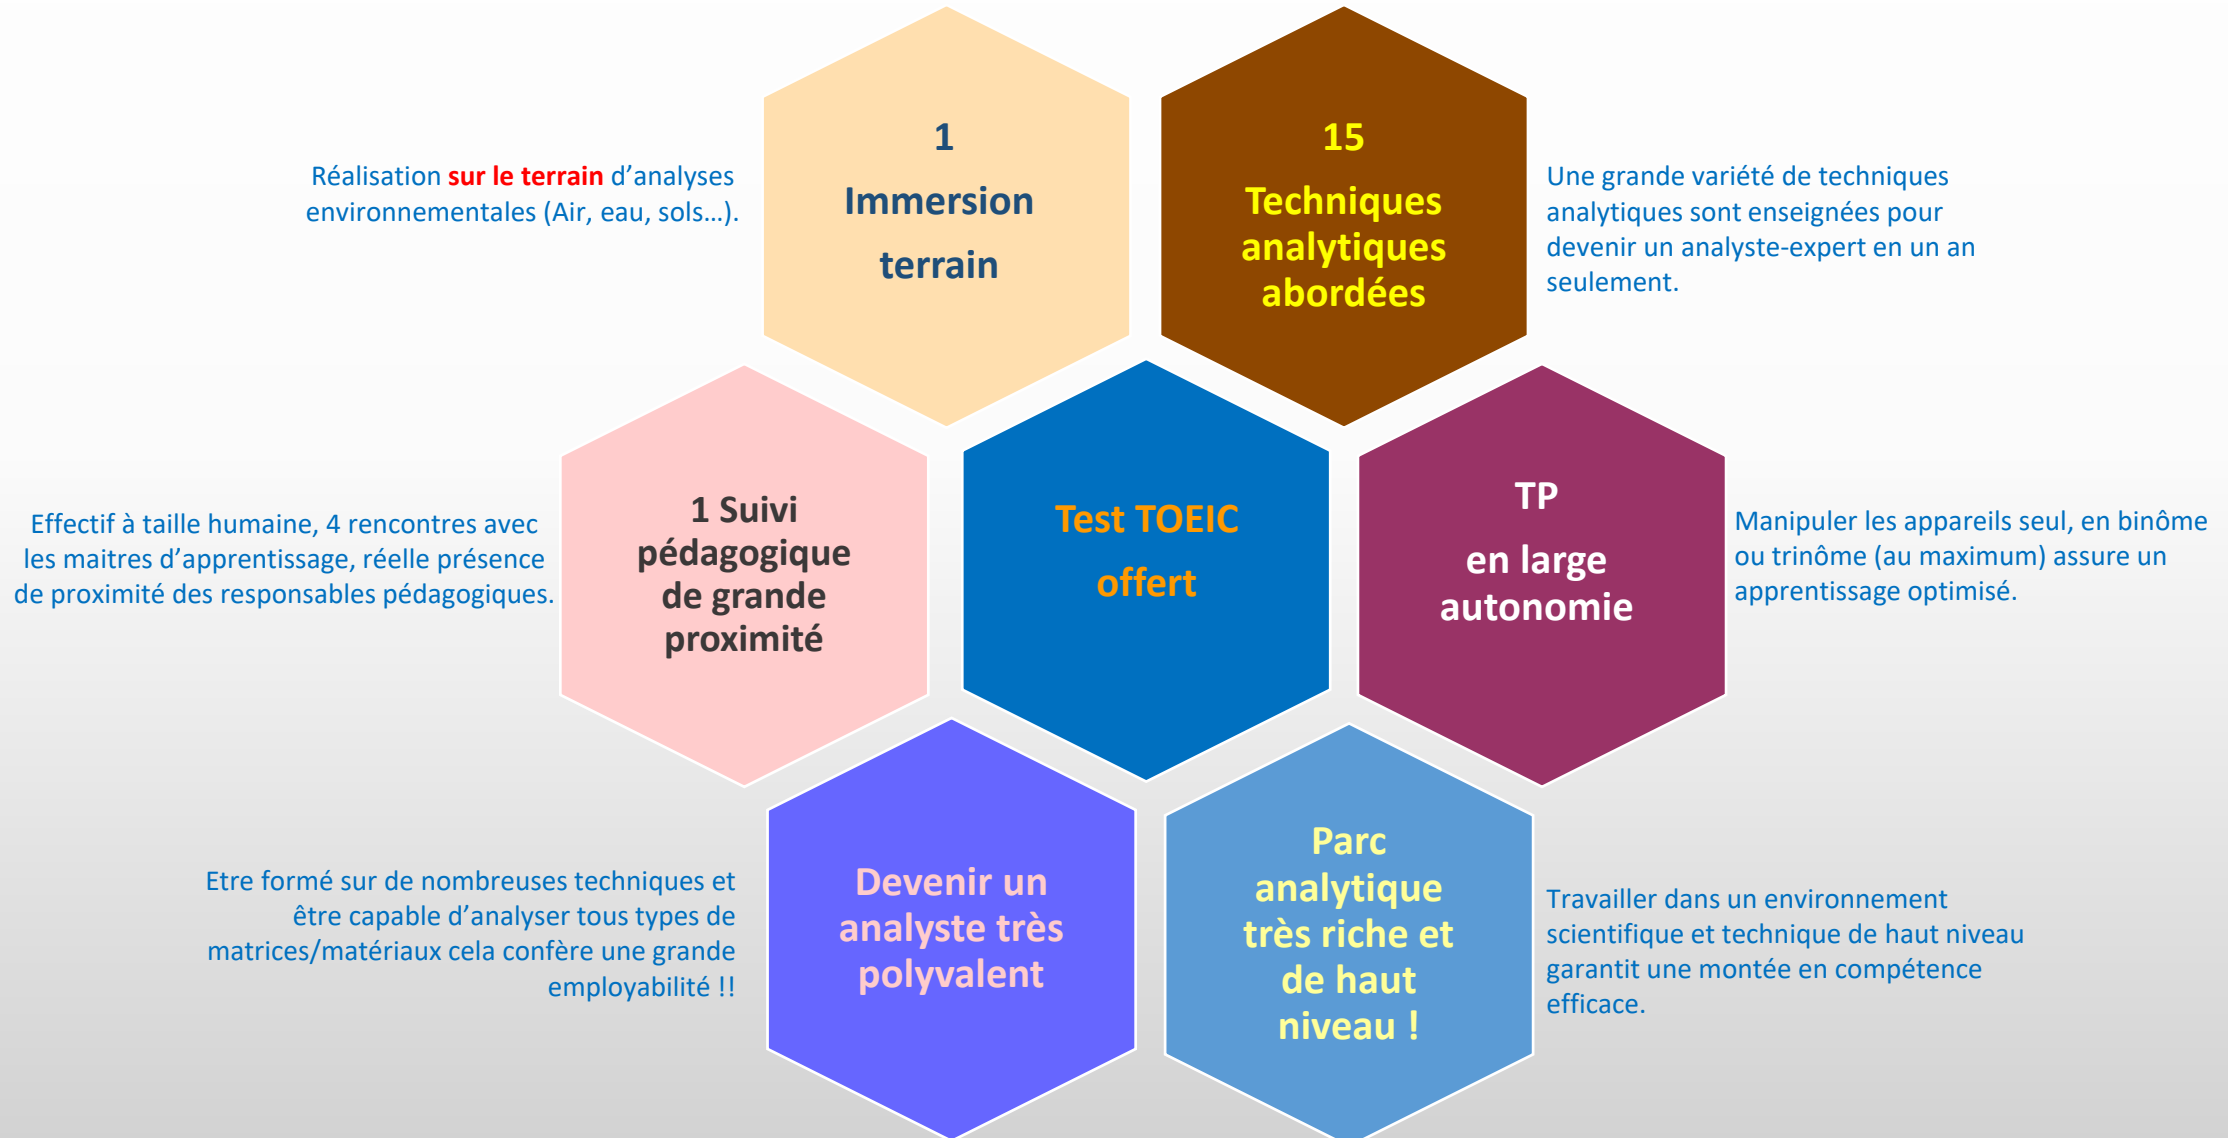 Réalisation sur le terrain d’analyses
environnementales (Air, eau, sols…).
1
Immersion
terrain
15
Techniques
analytiques
abordées
Une grande variété de techniques
analytiques sont enseignées pour
devenir un analyste-expert en un an
seulement.
Effectif à taille humaine, 4 rencontres avec
les maitres d’apprentissage, réelle présence
de proximité des responsables pédagogiques.
1 Suivi
pédagogique
de grande
proximité
Test TOEIC
offert
TP
en large
autonomie
Manipuler les appareils seul, en binôme
ou trinôme (au maximum) assure un
apprentissage optimisé.
Etre formé sur de nombreuses techniques et
être capable d’analyser tous types de
matrices/matériaux cela confère une grande
employabilité !!
Devenir un
analyste très
polyvalent
Parc
analytique
très riche et
de haut
niveau !
Travailler dans un environnement
scientifique et technique de haut niveau
garantit une montée en compétence
efficace.